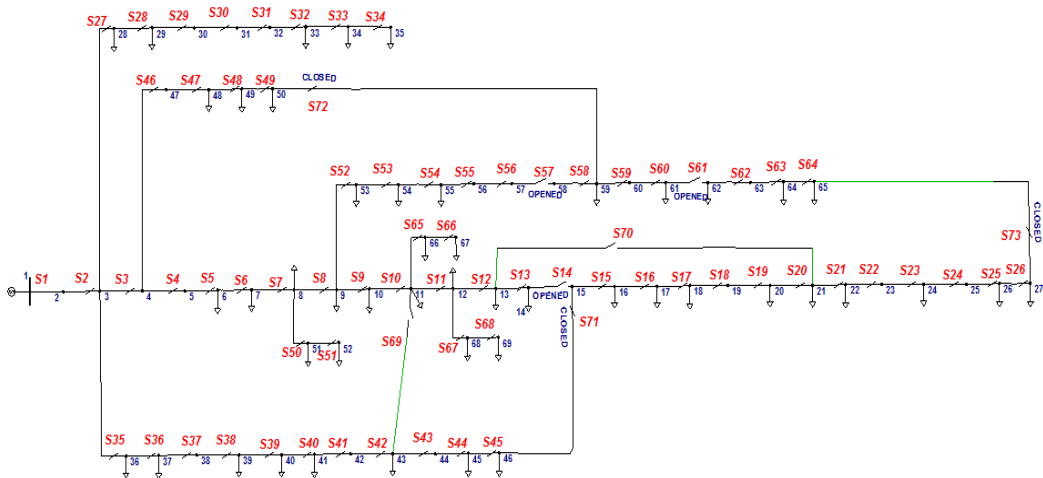 S27 S28 S29 S30 S31 S32 S33 S34
28 29 30 31 32 33 34 35
CLOSED
S46 S47 S48 S49
S72
47 48 49 50
S52 S53 S54 S55 S56 S57 S58 S59 S60 S61 S62 S63 S64
53 54 55 56 57 58 59 60 61 62 63 64 65
OPENED OPENED
CLOSED
S73
S65 S66
66 67
S70
1
S1 S2 S3 S4 S5 S6 S7 S8 S9 S10 S11 S12 S13 S14 S15 S16 S17 S18 S19 S20 S21 S22 S23 S24 S25 S26
2 3 4 5 6 7 8 9 10 11 12 13 14 15 16 17 18 19 20 21 22 23 24 25 26 27
OPENED
CLOSED
S71
S69
S50 S51
51 52
S67 S68
68 69
S35 S36 S37 S38 S39 S40 S41 S42 S43 S44 S45
36 37 38 39 40 41 42 43 44 45 46